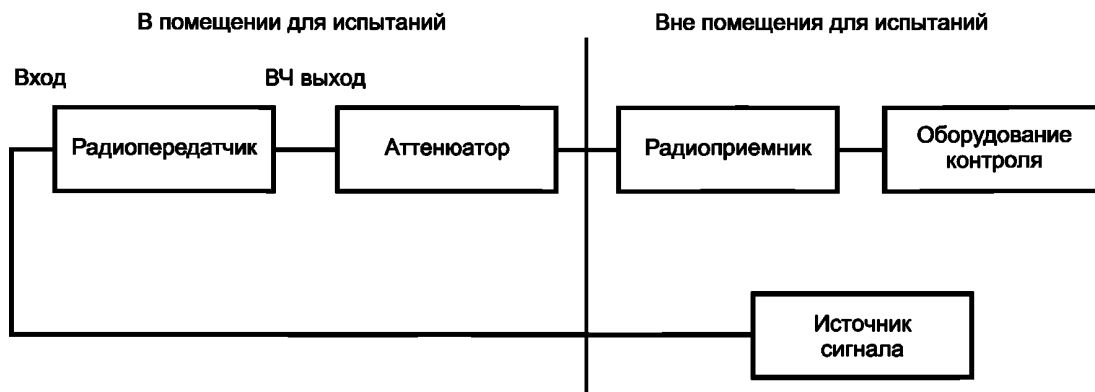 В помещении для испытаний
Вне помещения для испытаний
Вход
ВЧ выход
Радиопередатчик
Аттенюатор
Радиоприемник
Оборудование
контроля
Источник
сигнала